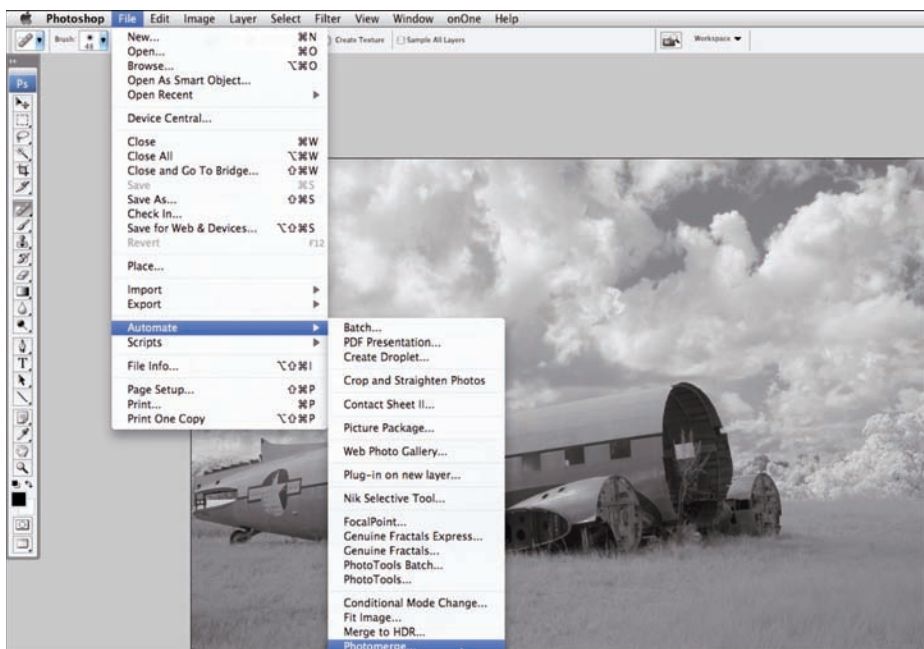 Photoshop File Edit Image Layer Select Filter View Window onOne Help
Brush: 48 Create Texture Sample All Layers Workspace
Ps
New... ⌘N
Open... ⌘O
Browse... ⌥⌘O
Open As Smart Object...
Open Recent
Device Central...
Close ⌘W
Close All ⌥⌘W
Close and Go To Bridge... ⇧⌘W
Save ⌘S
Save As... ⇧⌘S
Check In...
Save for Web & Devices... ⌥⇧⌘S
Revert F12
Place...
Import
Export
Automate
Scripts
File Info... ⌥⇧⌘I
Page Setup... ⇧⌘P
Print... ⌘P
Print One Copy ⌥⇧⌘P
Batch...
PDF Presentation...
Create Droplet...
Crop and Straighten Photos
Contact Sheet II...
Picture Package...
Web Photo Gallery...
Plug-in on new layer...
Nik Selective Tool...
FocalPoint...
Genuine Fractals Express...
Genuine Fractals...
PhotoTools Batch...
PhotoTools...
Conditional Mode Change...
Fit Image...
Merge to HDR...
Photomerge